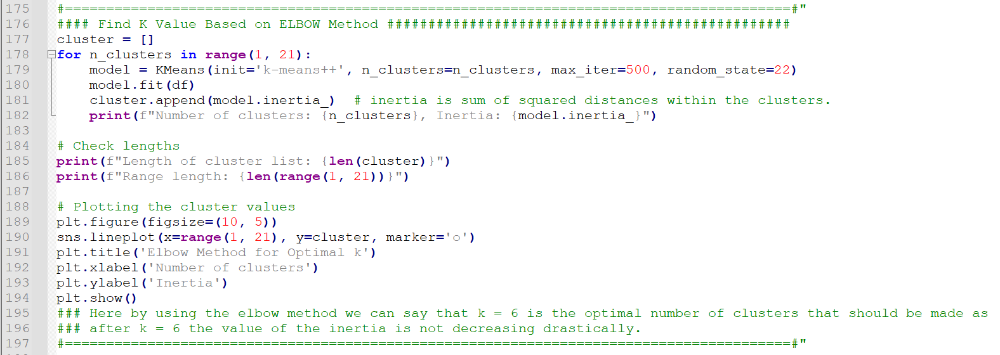 175 #========================================================================================#"
176 #### Find K Value Based on ELBOW Method #################################################
177 cluster = []
178 for n_clusters in range(1, 21):
179     model = KMeans(init='k-means++', n_clusters=n_clusters, max_iter=500, random_state=22)
180     model.fit(df)
181     cluster.append(model.inertia_)  # inertia is sum of squared distances within the clusters.
182     print(f"Number of clusters: {n_clusters}, Inertia: {model.inertia_}")
183
184 # Check lengths
185 print(f"Length of cluster list: {len(cluster)}")
186 print(f"Range length: {len(range(1, 21))}")
187
188 # Plotting the cluster values
189 plt.figure(figsize=(10, 5))
190 sns.lineplot(x=range(1, 21), y=cluster, marker='o')
191 plt.title('Elbow Method for Optimal k')
192 plt.xlabel('Number of clusters')
193 plt.ylabel('Inertia')
194 plt.show()
195 ### Here by using the elbow method we can say that k = 6 is the optimal number of clusters that should be made as
196 ### after k = 6 the value of the inertia is not decreasing drastically.
197 #========================================================================================#"